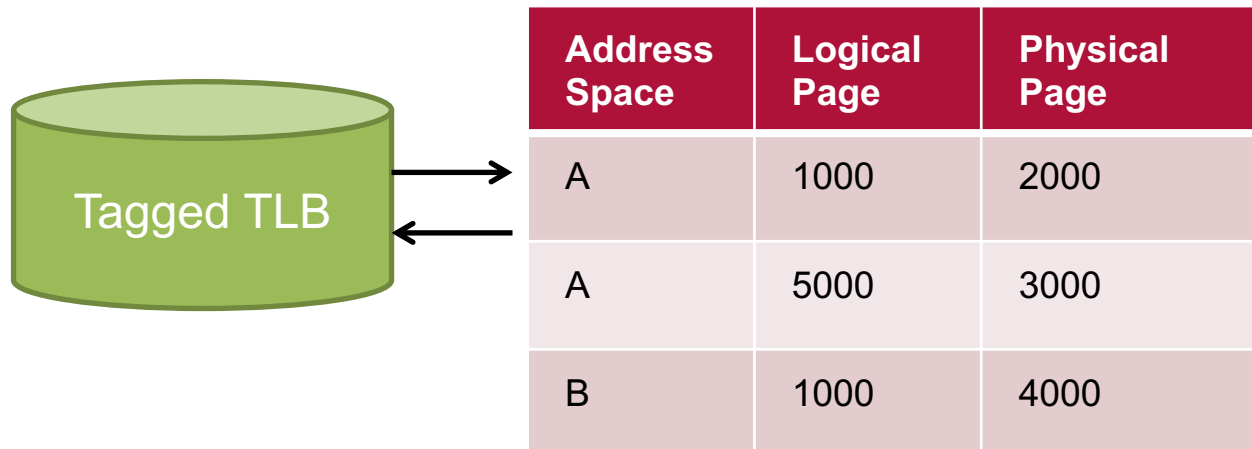 Tagged TLB
Address Space
Logical Page
Physical Page
A 1000 2000
A 5000 3000
B 1000 4000